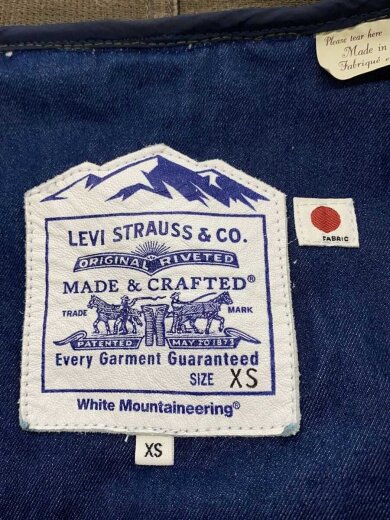 Please tear here
Made in
Fabriqué e
LEVI STRAUSS & CO.
ORIGINAL RIVETED
MADE & CRAFTED®
TRADE MARK
PATENTED MAY 20 1873
Every Garment Guaranteed
SIZE XS
White Mountaineering®
FABRIC
XS